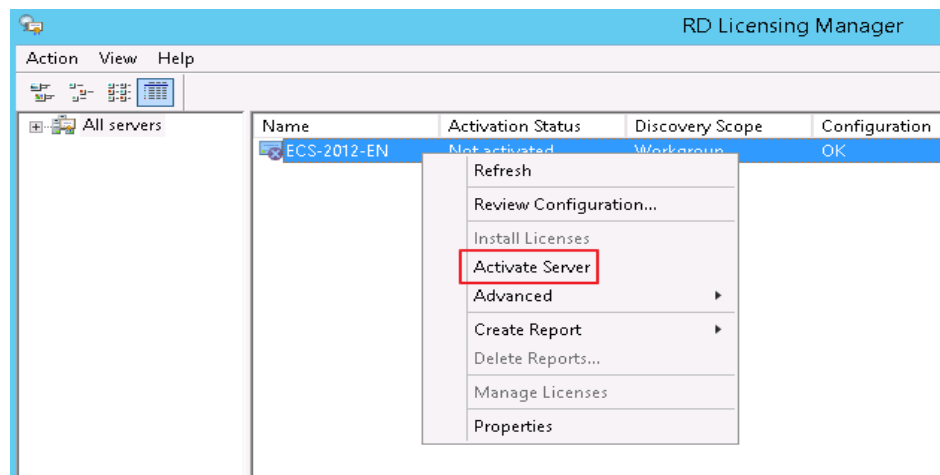 RD Licensing Manager
Action View Help
All servers
Name Activation Status Discovery Scope Configuration
ECS-2012-EN Not activated Workgroup OK
Refresh
Review Configuration...
Install Licenses
Activate Server
Advanced
Create Report
Delete Reports...
Manage Licenses
Properties